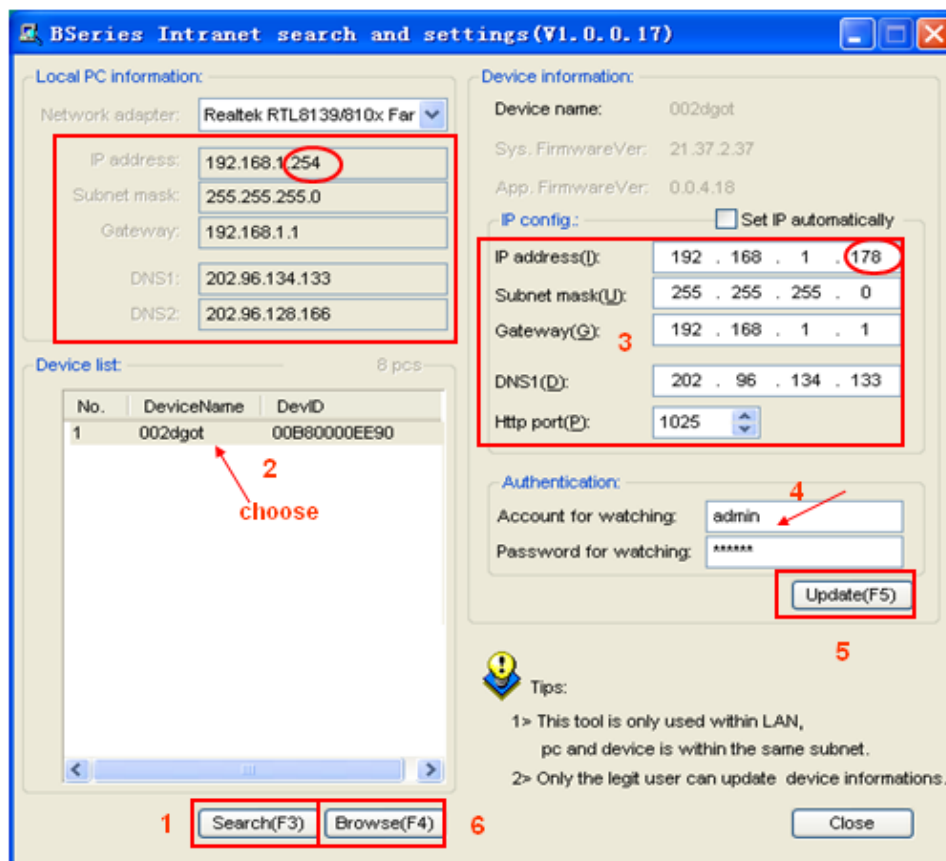 BSeries Intranet search and settings(V1.0.0.17)
Local PC information:
Network adapter: Realtek RTL8139/810x Far
IP address: 192.168.1.254
Subnet mask: 255.255.255.0
Gateway: 192.168.1.1
DNS1: 202.96.134.133
DNS2: 202.96.128.166
Device list: 8 pcs
No. DeviceName DevID
1 002dgot 00B80000EE90
2
choose
1 Search(F3) Browse(F4) 6
Device information:
Device name: 002dgot
Sys. FirmwareVer: 21.37.2.37
App. FirmwareVer: 0.0.4.18
IP config.: Set IP automatically
IP address(I): 192 . 168 . 1 . 178
Subnet mask(U): 255 . 255 . 255 . 0
Gateway(G): 192 . 168 . 1 . 1
3
DNS1(D): 202 . 96 . 134 . 133
Http port(P): 1025
Authentication:
4
Account for watching: admin
Password for watching: ******
Update(F5)
5
Tips:
1> This tool is only used within LAN,
pc and device is within the same subnet.
2> Only the legit user can update device informations.
Close